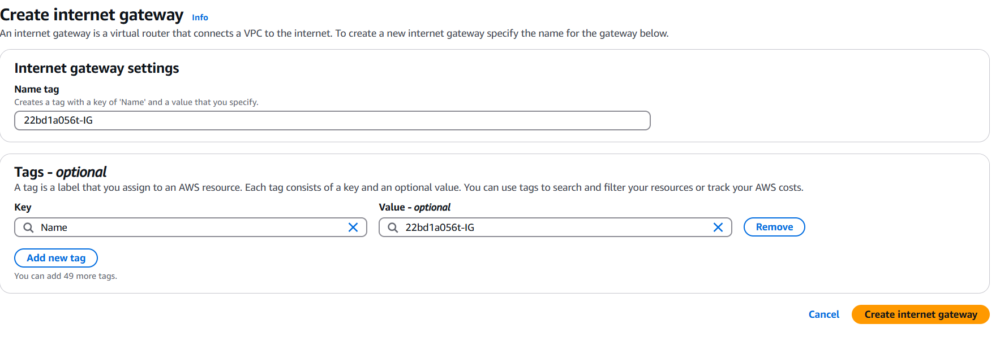 Create internet gateway Info
An internet gateway is a virtual router that connects a VPC to the internet. To create a new internet gateway specify the name for the gateway below.
Internet gateway settings
Name tag
Creates a tag with a key of 'Name' and a value that you specify.
22bd1a056t-IG
Tags - optional
A tag is a label that you assign to an AWS resource. Each tag consists of a key and an optional value. You can use tags to search and filter your resources or track your AWS costs.
Key Value - optional
Name 22bd1a056t-IG Remove
Add new tag
You can add 49 more tags.
Cancel Create internet gateway